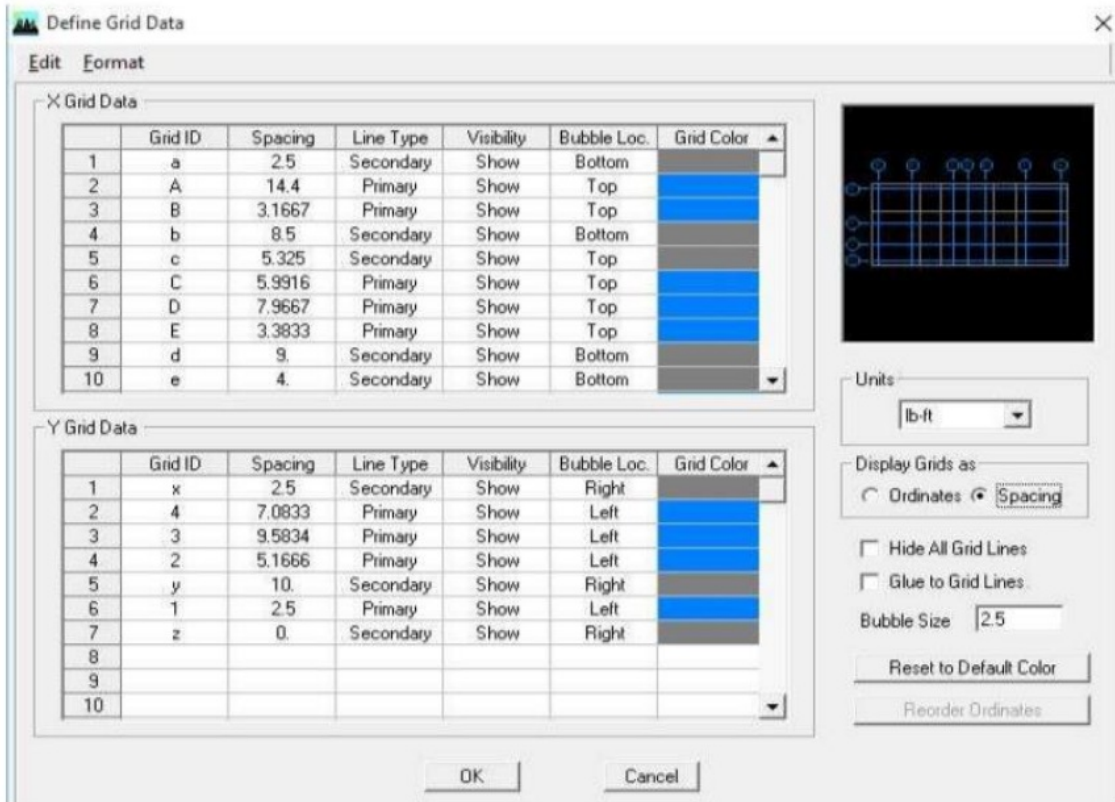 Define Grid Data
Edit Format
X Grid Data
Grid ID Spacing Line Type Visibility Bubble Loc. Grid Color
1 a 2.5 Secondary Show Bottom
2 A 14.4 Primary Show Top
3 B 3.1667 Primary Show Top
4 b 8.5 Secondary Show Bottom
5 c 5.325 Secondary Show Top
6 C 5.9916 Primary Show Top
7 D 7.9667 Primary Show Top
8 E 3.3833 Primary Show Top
9 d 9. Secondary Show Bottom
10 e 4. Secondary Show Bottom
Units
lb-ft
Y Grid Data
Grid ID Spacing Line Type Visibility Bubble Loc. Grid Color
1 x 2.5 Secondary Show Right
2 4 7.0833 Primary Show Left
3 3 9.5834 Primary Show Left
4 2 5.1666 Primary Show Left
5 y 10. Secondary Show Right
6 1 2.5 Primary Show Left
7 z 0. Secondary Show Right
8
9
10
Display Grids as
Ordinates Spacing
Hide All Grid Lines
Glue to Grid Lines
Bubble Size 2.5
Reset to Default Color
Reorder Ordinates
OK Cancel